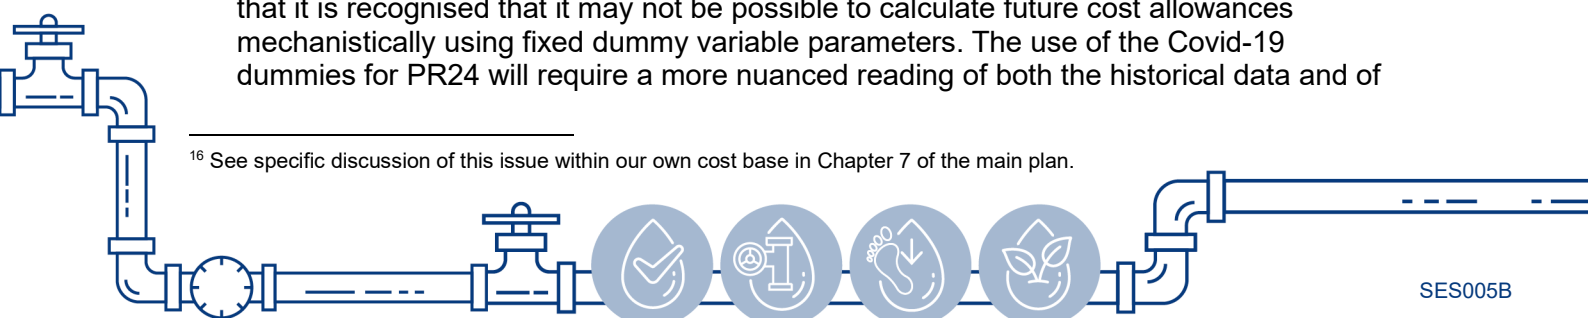 that it is recognised that it may not be possible to calculate future cost allowances
mechanistically using fixed dummy variable parameters. The use of the Covid-19
dummies for PR24 will require a more nuanced reading of both the historical data and of
16 See specific discussion of this issue within our own cost base in Chapter 7 of the main plan.
SES005B